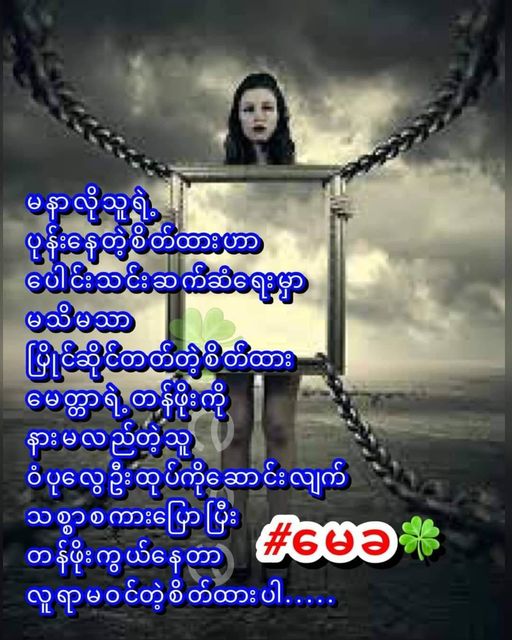 မနာလိုသူရဲ့
ပုန်းနေတဲ့စိတ်ထားဟာ
ပေါင်းသင်းဆက်ဆံရေးမှာ
မသိမသာ
ပြိုင်ဆိုင်တတ်တဲ့စိတ်ထား
မေတ္တာရဲ့တန်ဖိုးကို
နားမလည်တဲ့သူ
ဝံပုလွေဦးထုပ်ကိုဆောင်းလျက်
သစ္စာစကားပြောပြီး
တန်ဖိုးကွယ်နေတာ
လူရာမဝင်တဲ့စိတ်ထားပါ.....
#မေခ🍀